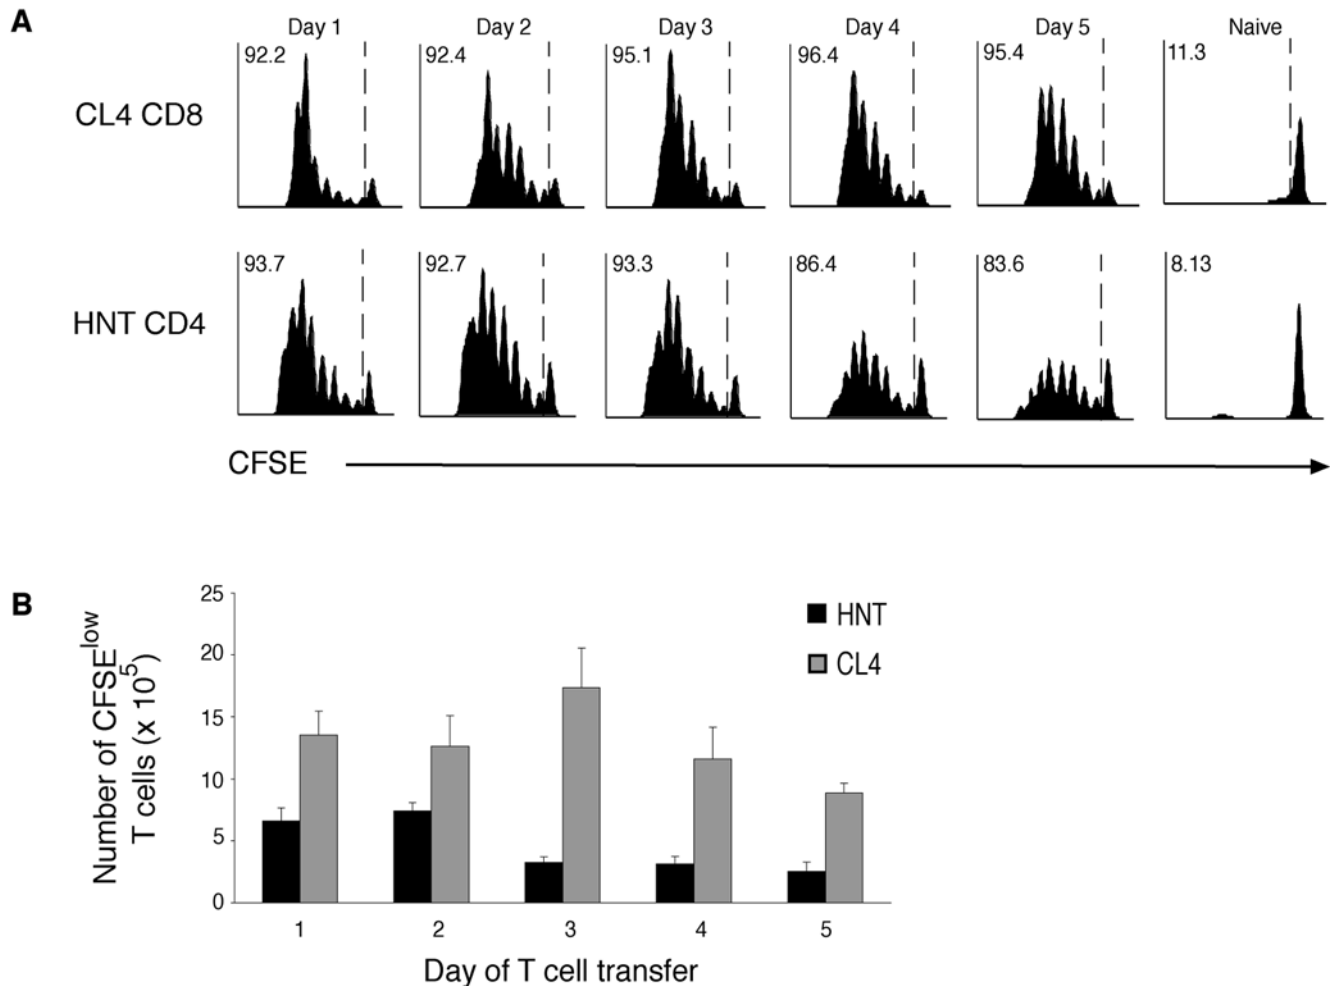 A
Day 1 Day 2 Day 3 Day 4 Day 5 Naive
CL4 CD8 92.2 92.4 95.1 96.4 95.4 11.3
HNT CD4 93.7 92.7 93.3 86.4 83.6 8.13
CFSE
B
Number of CFSElow
T cells (x 105)
25
20
15
10
5
0
HNT
CL4
1 2 3 4 5
Day of T cell transfer